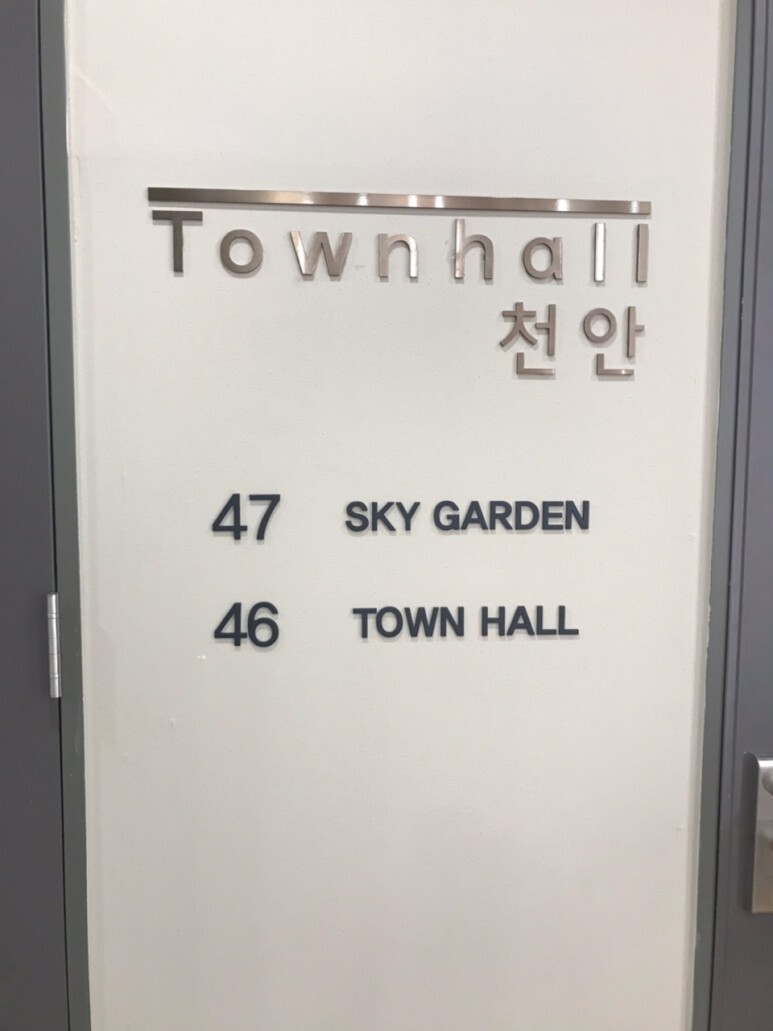 Townhall
천안
47 SKY GARDEN
46 TOWN HALL